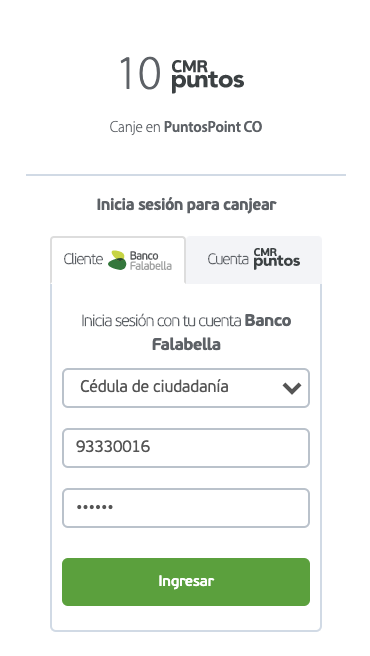 10 CMR puntos
Canje en PuntosPoint CO
Inicia sesión para canjear
Cliente Banco Falabella
Cuenta CMR puntos
Inicia sesión con tu cuenta Banco
Falabella
Cédula de ciudadanía
93330016
••••••
Ingresar